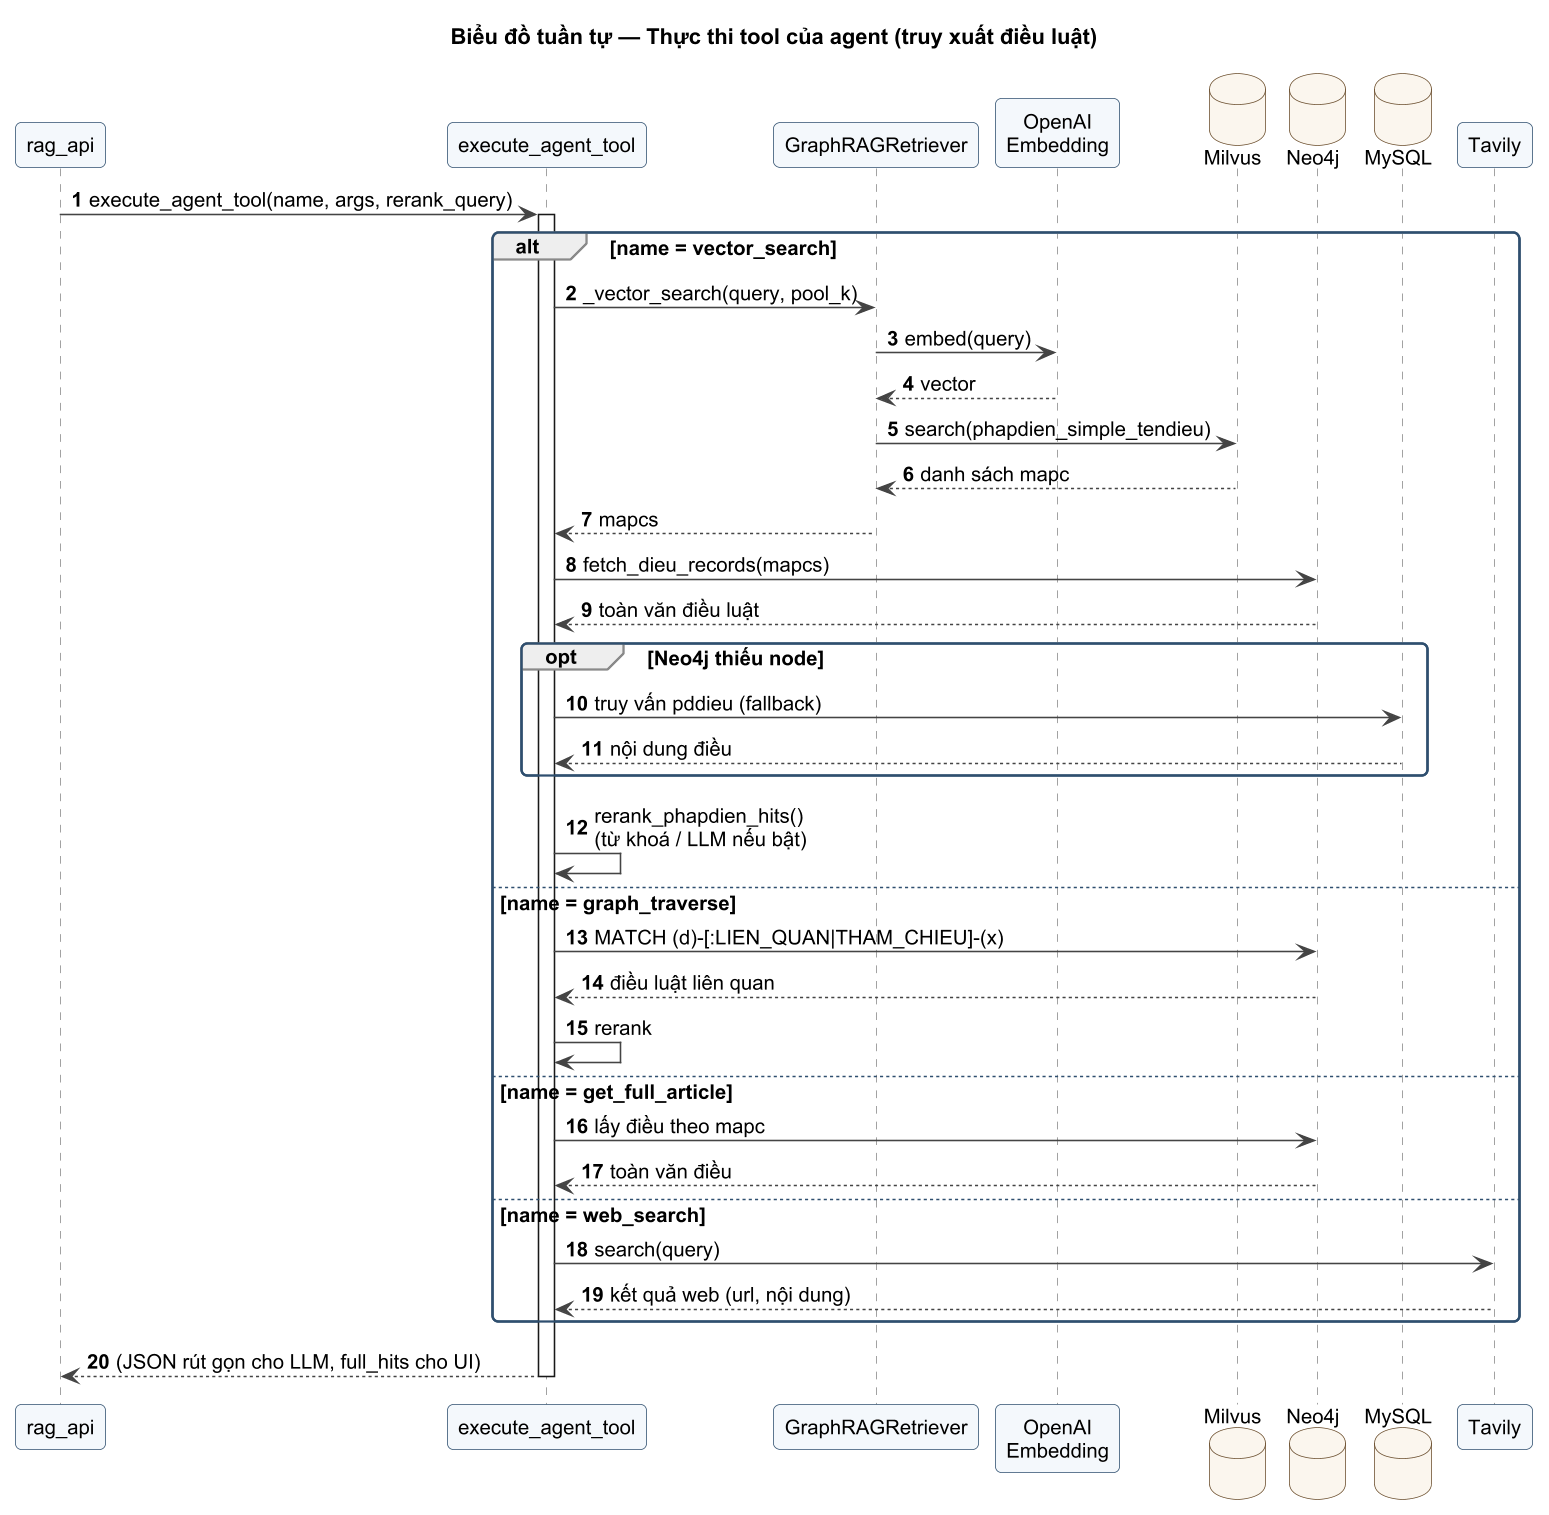 Biểu đồ tuần tự — Thực thi tool của agent (truy xuất điều luật)
rag_api
execute_agent_tool
GraphRAGRetriever
OpenAI
Embedding
Milvus
Neo4j
MySQL
Tavily
1 execute_agent_tool(name, args, rerank_query)
alt [name = vector_search]
2 _vector_search(query, pool_k)
3 embed(query)
4 vector
5 search(phapdien_simple_tendieu)
6 danh sách mapc
7 mapcs
8 fetch_dieu_records(mapcs)
9 toàn văn điều luật
opt [Neo4j thiếu node]
10 truy vấn pddieu (fallback)
11 nội dung điều
12 rerank_phapdien_hits()
(từ khoá / LLM nếu bật)
[name = graph_traverse]
13 MATCH (d)-[:LIEN_QUAN|THAM_CHIEU]-(x)
14 điều luật liên quan
15 rerank
[name = get_full_article]
16 lấy điều theo mapc
17 toàn văn điều
[name = web_search]
18 search(query)
19 kết quả web (url, nội dung)
20 (JSON rút gọn cho LLM, full_hits cho UI)
rag_api
execute_agent_tool
GraphRAGRetriever
OpenAI
Embedding
Milvus
Neo4j
MySQL
Tavily